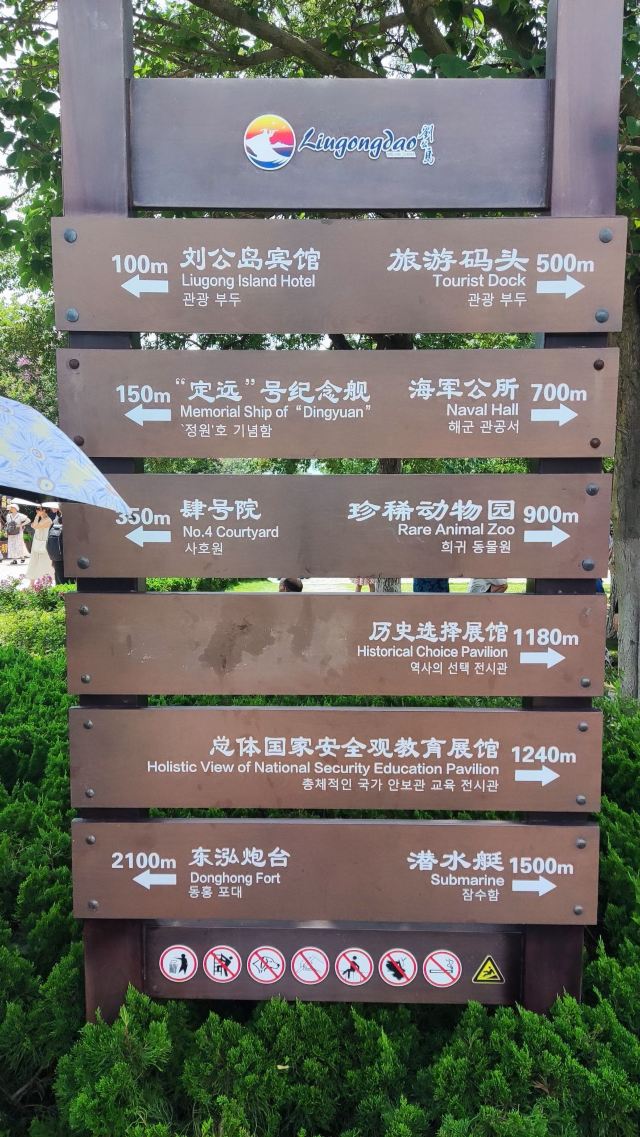 Liugongdao 劉公島
100m 刘公岛宾馆 旅游码头 500m
Liugong Island Hotel Tourist Dock
관광 부두 관광 부두
150m “定远”号纪念舰 海军公所 700m
Memorial Ship of “Dingyuan” Naval Hall
‘정원’호 기념함 해군 관공서
350m 肆号院 珍稀动物园 900m
No.4 Courtyard Rare Animal Zoo
사호원 희귀 동물원
历史选择展馆 1180m
Historical Choice Pavilion
역사의 선택 전시관
总体国家安全观教育展馆 1240m
Holistic View of National Security Education Pavilion
총체적인 국가 안보관 교육 전시관
2100m 东泓炮台 潜水艇 1500m
Donghong Fort Submarine
동홍 포대 잠수함